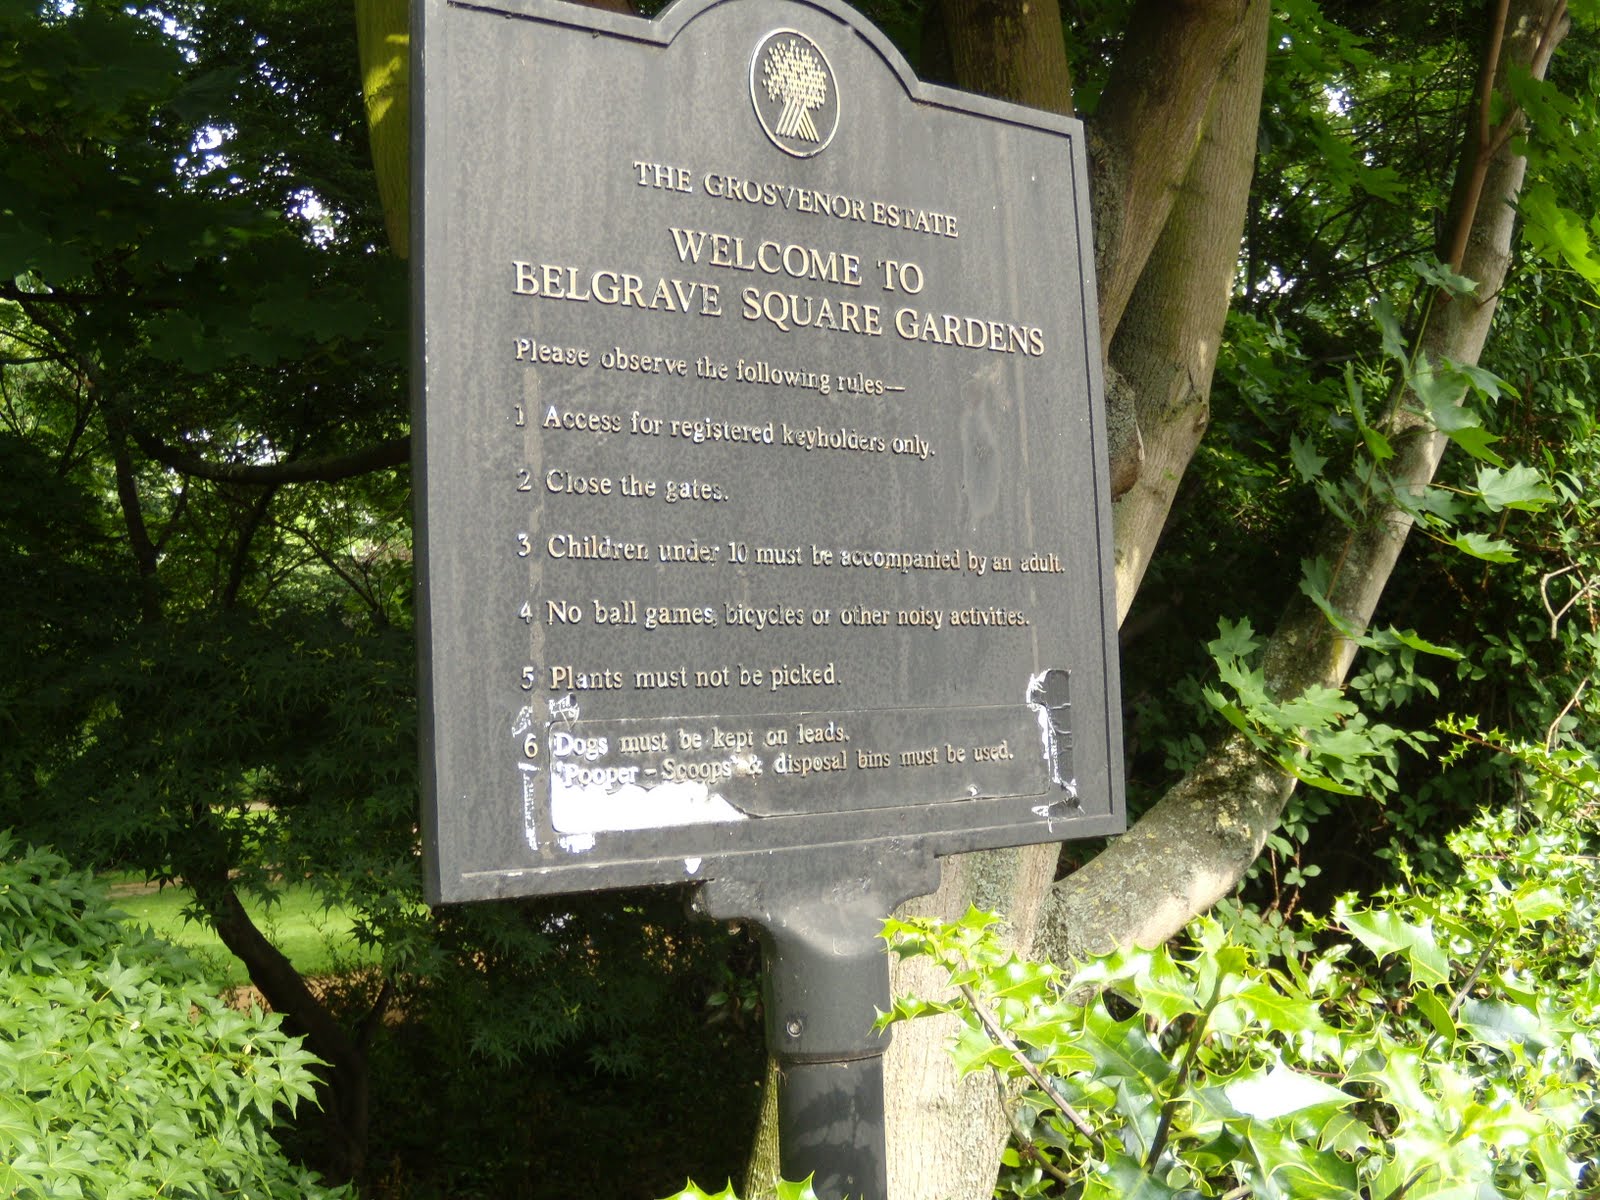 THE GROSVENOR ESTATE
WELCOME TO
BELGRAVE SQUARE GARDENS
Please observe the following rules—
1 Access for registered keyholders only.
2 Close the gates.
3 Children under 10 must be accompanied by an adult.
4 No ball games, bicycles or other noisy activities.
5 Plants must not be picked.
6 Dogs must be kept on leads.
"Pooper - Scoops" & disposal bins must be used.